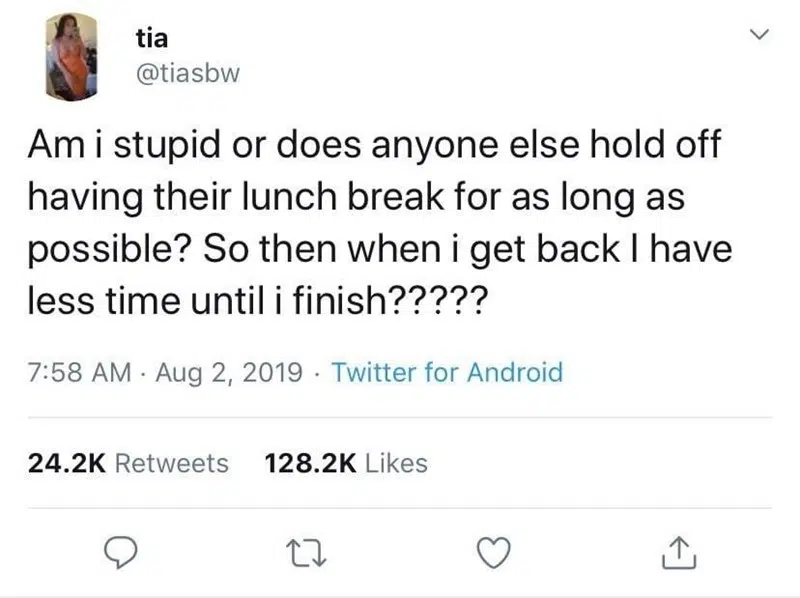 tia
@tiasbw
Am i stupid or does anyone else hold off
having their lunch break for as long as
possible? So then when i get back I have
less time until i finish?????
7:58 AM · Aug 2, 2019 · Twitter for Android
24.2K Retweets 128.2K Likes